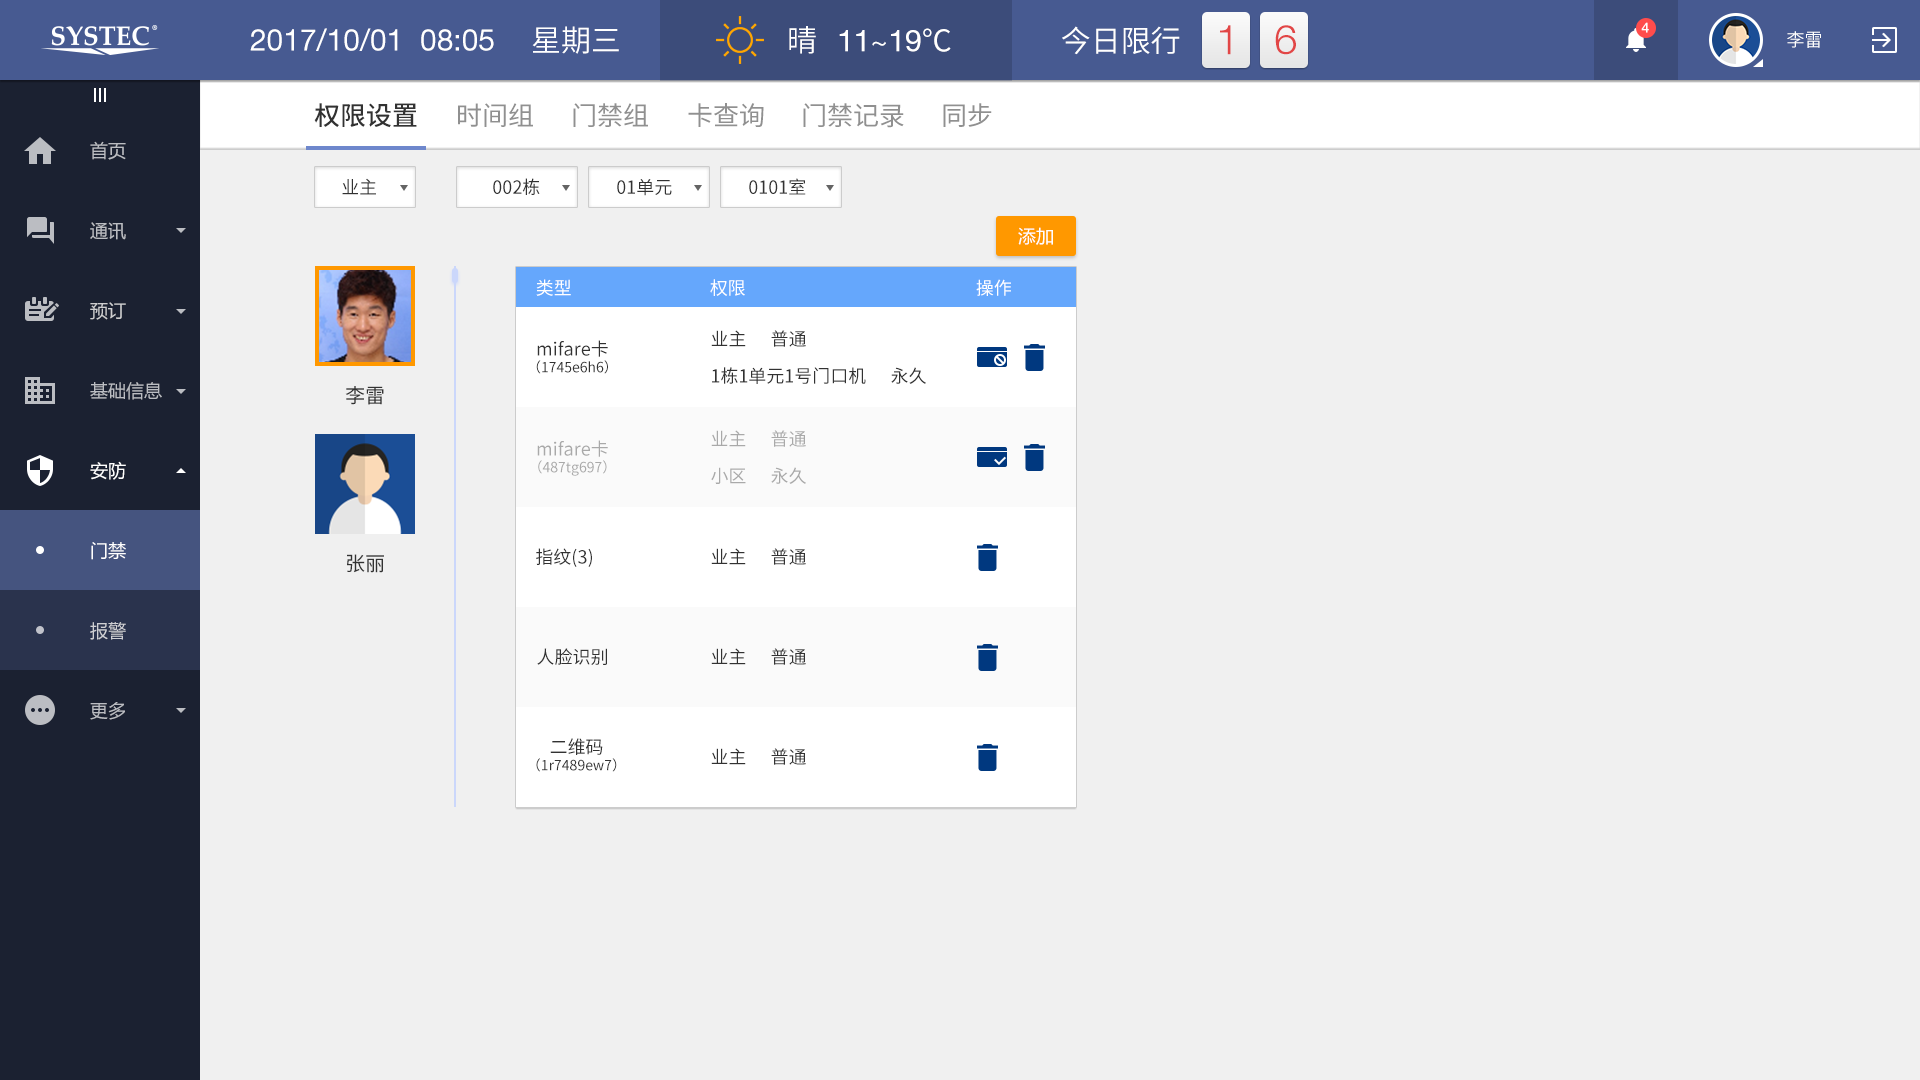 SYSTEC®
2017/10/01 08:05 星期三
晴 11~19℃
今日限行 1 6
4
李雷
首页
通讯
预订
基础信息
安防
门禁
报警
更多
权限设置 时间组 门禁组 卡查询 门禁记录 同步
业主 002栋 01单元 0101室
添加
李雷
张丽
类型 权限 操作
mifare卡
(1745e6h6)
业主 普通
1栋1单元1号门口机 永久
mifare卡
(487tg697)
业主 普通
小区 永久
指纹(3) 业主 普通
人脸识别 业主 普通
二维码
(1r7489ew7)
业主 普通